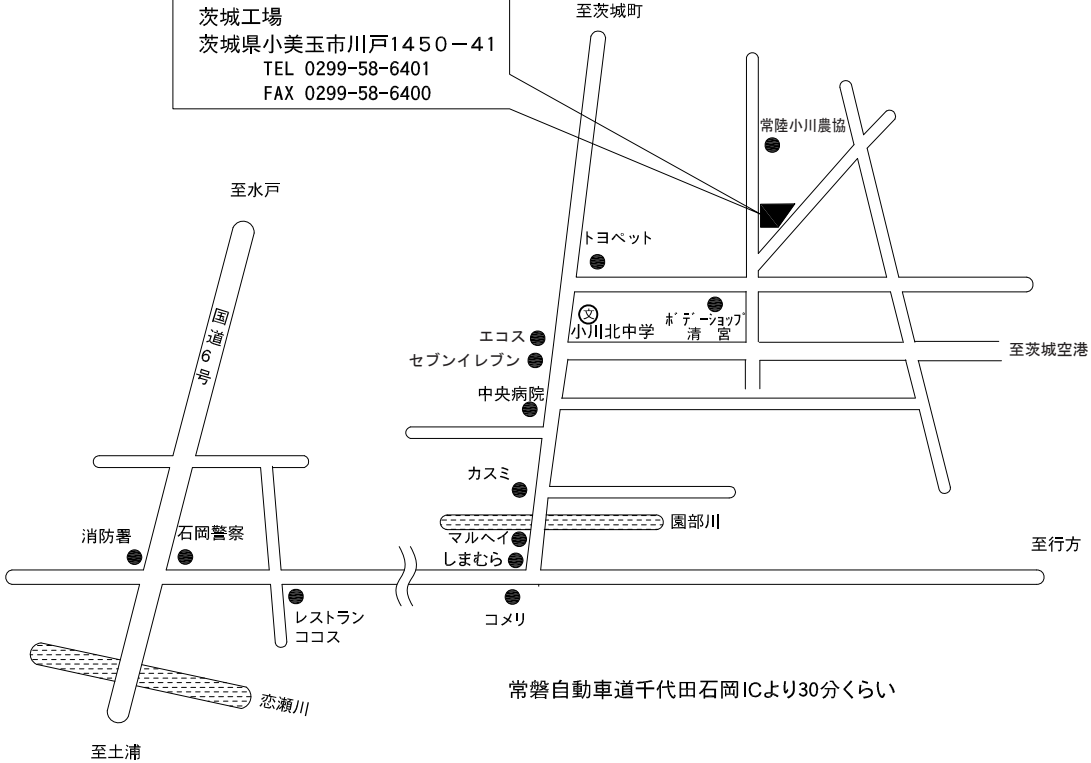 至茨城町
茨城工場
茨城県小美玉市川戸1450-41
TEL 0299-58-6401
FAX 0299-58-6400
常陸小川農協
至水戸
トヨペット
国道6号
文
小川北中学
ボデーショップ
清宮
エコス
セブンイレブン
至茨城空港
中央病院
カスミ
園部川
消防署
石岡警察
マルヘイ
しまむら
至行方
レストラン
ココス
コメリ
常磐自動車道千代田石岡ICより30分くらい
恋瀬川
至土浦